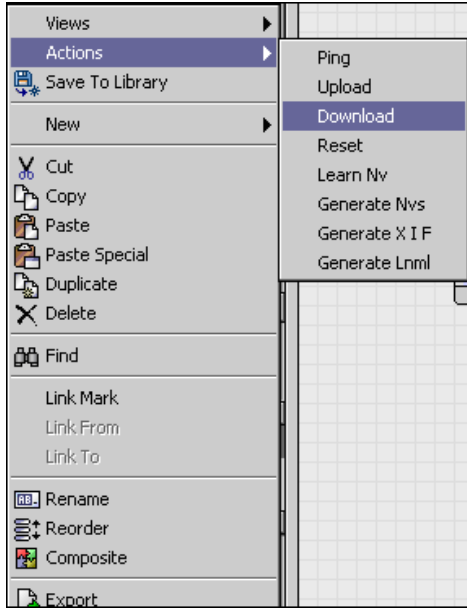 Views
Actions
Save To Library
New
Cut
Copy
Paste
Paste Special
Duplicate
Delete
Find
Link Mark
Link From
Link To
Rename
Reorder
Composite
Export
Ping
Upload
Download
Reset
Learn Nv
Generate Nvs
Generate X I F
Generate Lnml